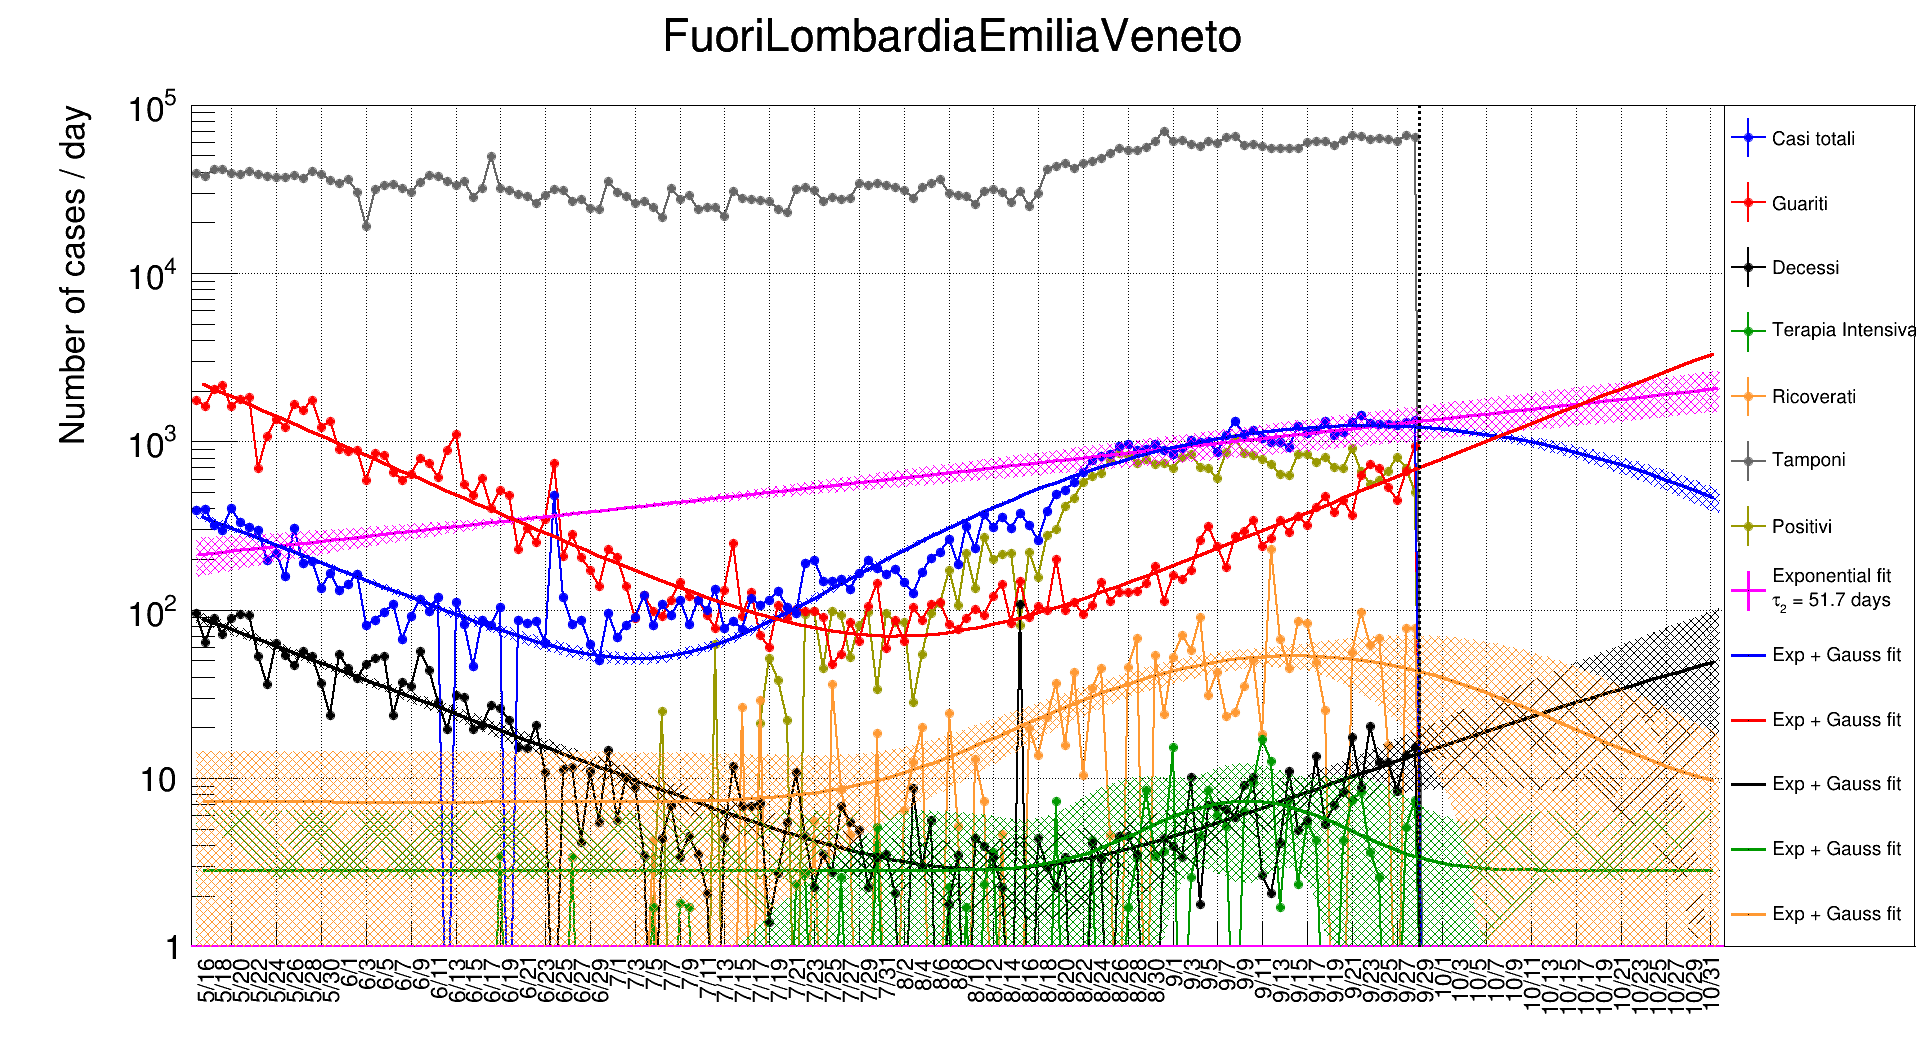 FuoriLombardiaEmiliaVeneto
Number of cases / day
10^5
10^4
10^3
10^2
10
1
5/16 5/18 5/20 5/22 5/24 5/26 5/28 5/30 6/1 6/3 6/5 6/7 6/9 6/11 6/13 6/15 6/17 6/19 6/21 6/23 6/25 6/27 6/29 7/1 7/3 7/5 7/7 7/9 7/11 7/13 7/15 7/17 7/19 7/21 7/23 7/25 7/27 7/29 7/31 8/2 8/4 8/6 8/8 8/10 8/12 8/14 8/16 8/18 8/20 8/22 8/24 8/26 8/28 8/30 9/1 9/3 9/5 9/7 9/9 9/11 9/13 9/15 9/17 9/19 9/21 9/23 9/25 9/27 9/29 10/1 10/3 10/5 10/7 10/9 10/11 10/13 10/15 10/17 10/19 10/21 10/23 10/25 10/27 10/29 10/31
Casi totali
Guariti
Decessi
Terapia Intensiva
Ricoverati
Tamponi
Positivi
Exponential fit
τ₂ = 51.7 days
Exp + Gauss fit
Exp + Gauss fit
Exp + Gauss fit
Exp + Gauss fit
Exp + Gauss fit